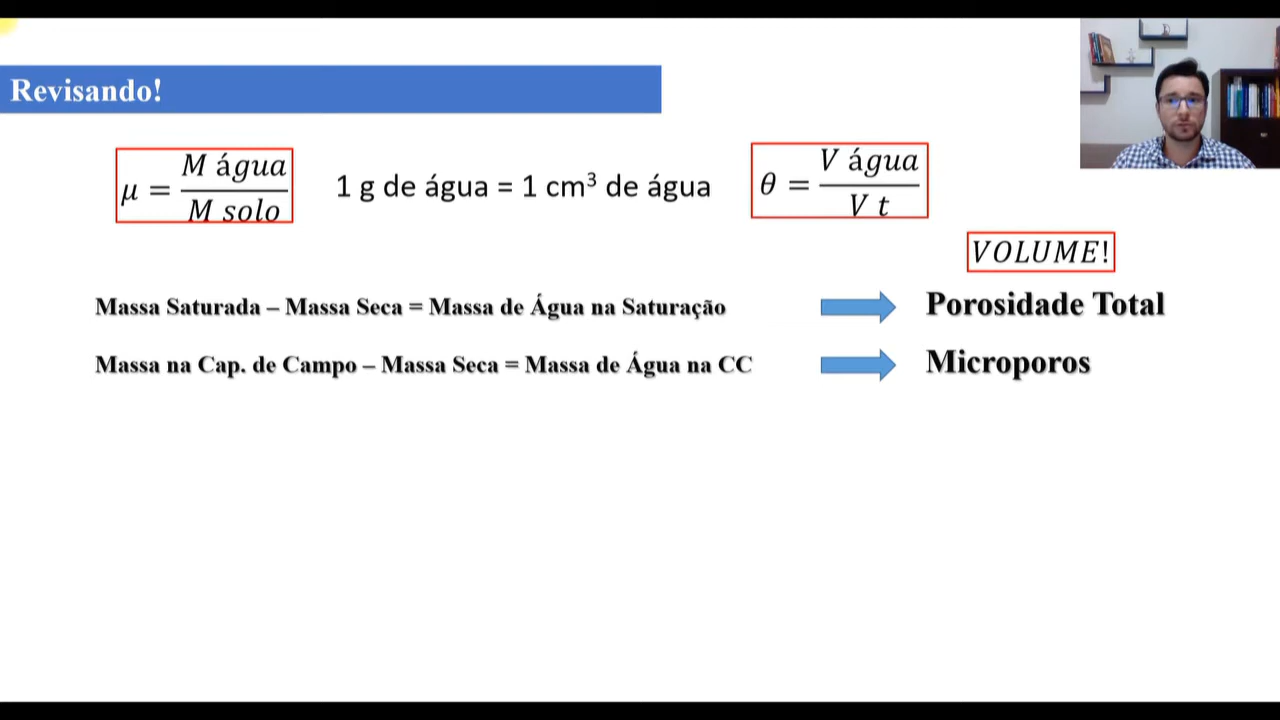 Revisando!
μ = M água / M solo
1 g de água = 1 cm³ de água
θ = V água / V t
VOLUME!
Massa Saturada – Massa Seca = Massa de Água na Saturação
Porosidade Total
Massa na Cap. de Campo – Massa Seca = Massa de Água na CC
Microporos